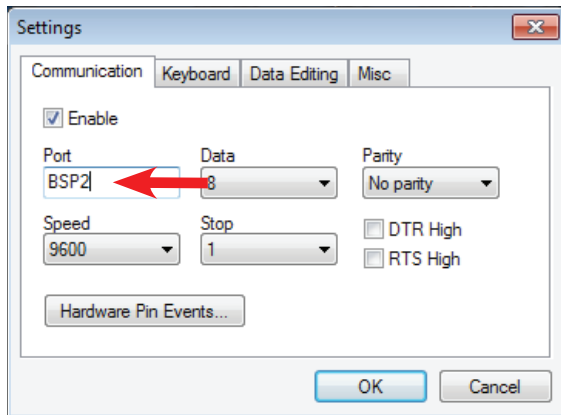 Settings
Communication Keyboard Data Editing Misc
Enable
Port Data Parity
BSP2 8 No parity
Speed Stop DTR High
9600 1 RTS High
Hardware Pin Events...
OK Cancel